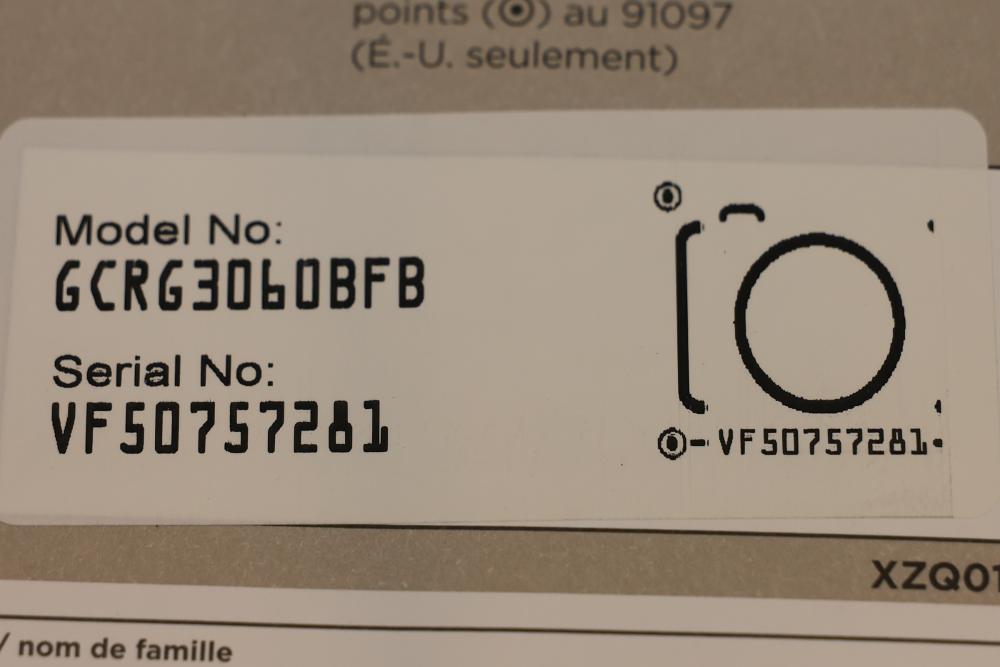 points (⦿) au 91097
(É.-U. seulement)
Model No:
GCRG3060BFB
Serial No:
VF50757281
VF50757281
XZQ01
/ nom de famille